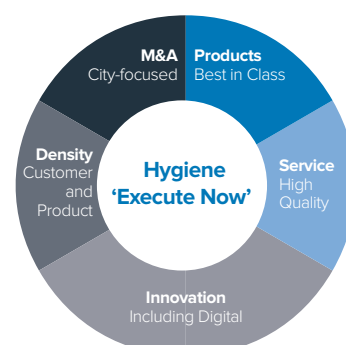 M&A
City-focused
Products
Best in Class
Density
Customer
and
Product
Hygiene
‘Execute Now’
Service
High
Quality
Innovation
Including Digital